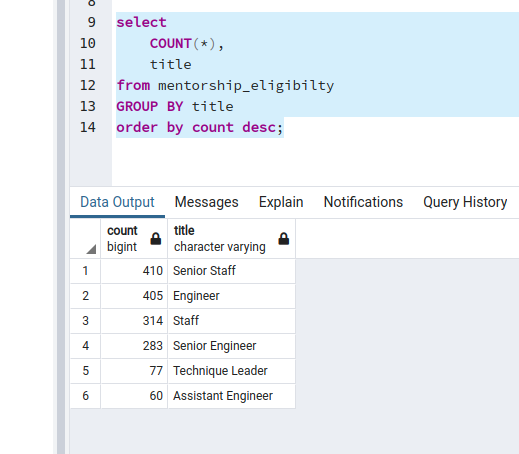 8
9 select
10 COUNT(*),
11 title
12 from mentorship_eligibilty
13 GROUP BY title
14 order by count desc;
Data Output Messages Explain Notifications Query History
count title
bigint character varying
1 410 Senior Staff
2 405 Engineer
3 314 Staff
4 283 Senior Engineer
5 77 Technique Leader
6 60 Assistant Engineer